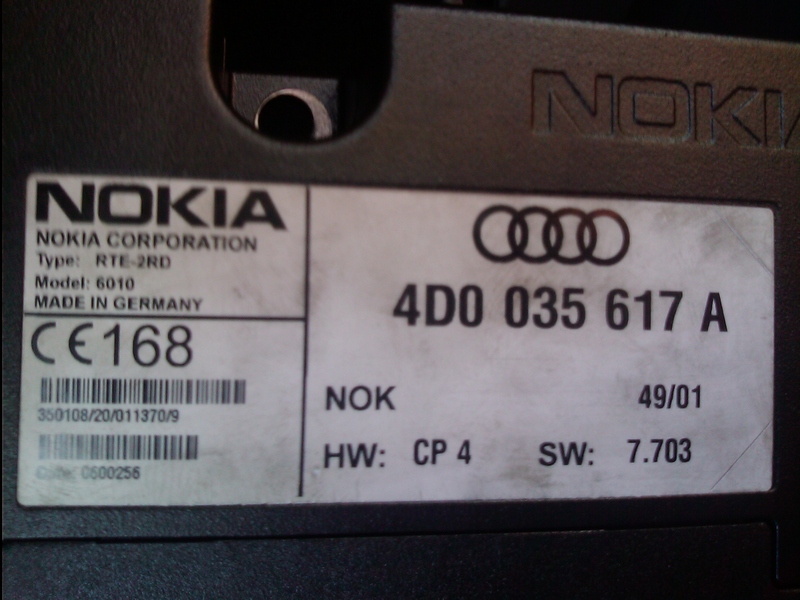 NOKIA
NOKIA
NOKIA CORPORATION
Type: RTE-2RD
Model: 6010
MADE IN GERMANY
CE168
350108/20/011370/9
0600256
4D0 035 617 A
NOK 49/01
HW: CP 4 SW: 7.703